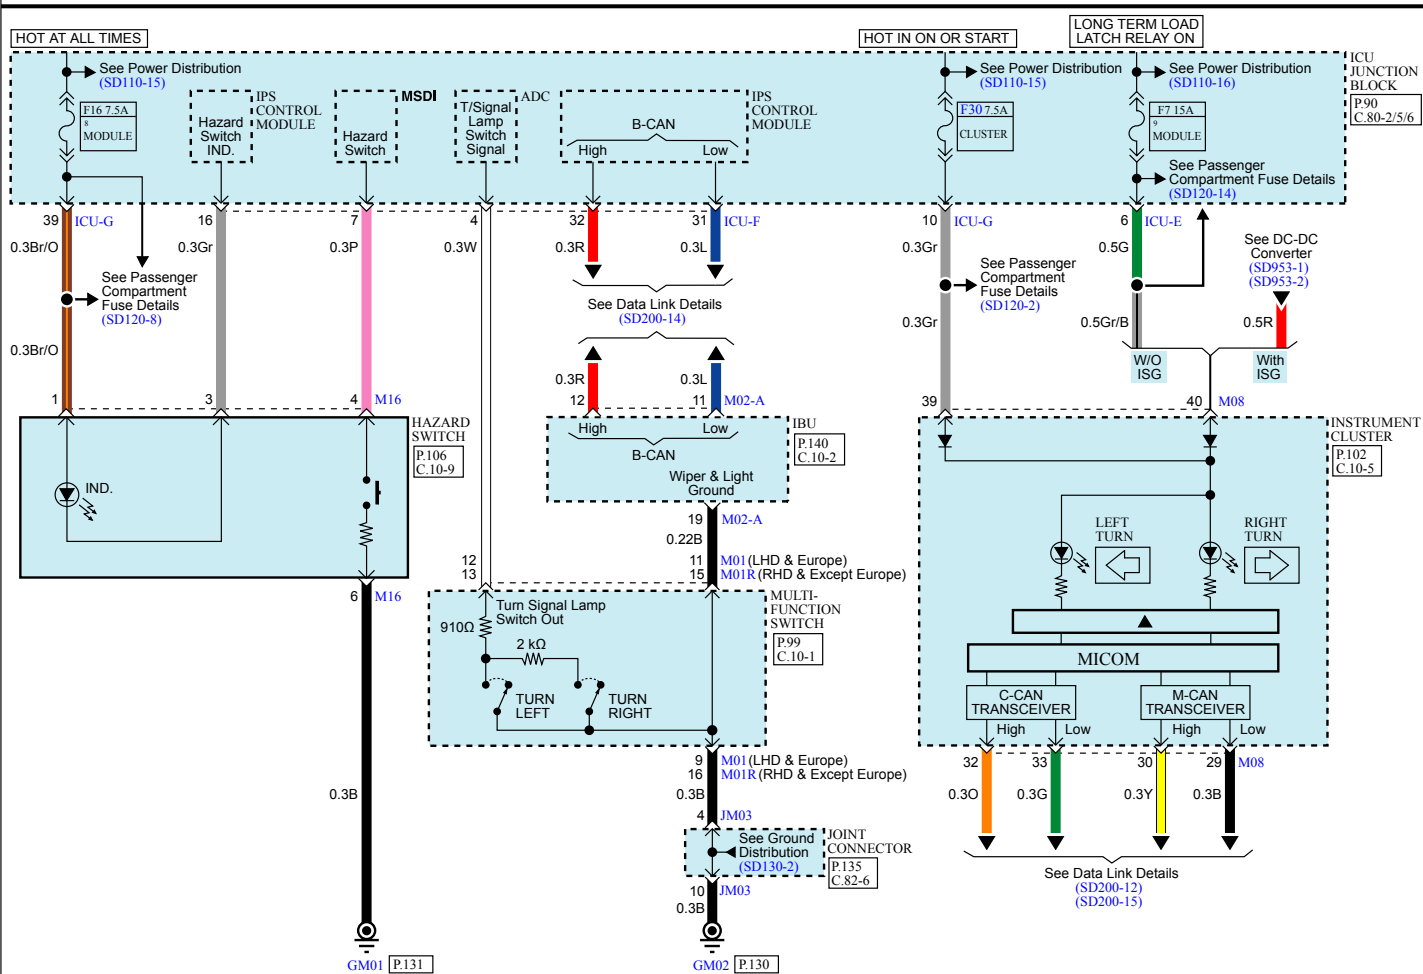 HOT AT ALL TIMES
HOT IN ON OR START
LONG TERM LOAD
LATCH RELAY ON
ICU
JUNCTION
BLOCK
P.90
C.80-2/5/6
See Power Distribution
(SD110-15)
F16 7.5A
8
MODULE
Hazard
Switch
IND.
IPS
CONTROL
MODULE
MSDI
Hazard
Switch
T/Signal
Lamp
Switch
Signal
ADC
B-CAN
High
Low
IPS
CONTROL
MODULE
See Power Distribution
(SD110-15)
F30 7.5A
CLUSTER
See Power Distribution
(SD110-16)
F7 15A
9
MODULE
See Passenger
Compartment Fuse Details
(SD120-14)
39
ICU-G
16
7
4
32
31
ICU-F
10
ICU-G
6
ICU-E
0.3Br/O
0.3Gr
0.3P
0.3W
0.3R
0.3L
0.3Gr
0.5G
See DC-DC
Converter
(SD953-1)
(SD953-2)
See Passenger
Compartment
Fuse Details
(SD120-8)
See Data Link Details
(SD200-14)
See Passenger
Compartment
Fuse Details
(SD120-2)
0.3Br/O
0.3Gr
0.5Gr/B
0.5R
W/O
ISG
With
ISG
0.3R
0.3L
1
3
4
M16
12
11
M02-A
39
40
M08
HAZARD
SWITCH
P.106
C.10-9
IND.
High
Low
B-CAN
Wiper & Light
Ground
IBU
P.140
C.10-2
INSTRUMENT
CLUSTER
P.102
C.10-5
LEFT
TURN
RIGHT
TURN
19
M02-A
0.22B
12
13
11
M01 (LHD & Europe)
15
M01R (RHD & Except Europe)
6
M16
Turn Signal Lamp
Switch Out
910Ω
2 kΩ
TURN
LEFT
TURN
RIGHT
MULTI-
FUNCTION
SWITCH
P.99
C.10-1
MICOM
C-CAN
TRANSCEIVER
M-CAN
TRANSCEIVER
High
Low
High
Low
9
M01 (LHD & Europe)
16
M01R (RHD & Except Europe)
32
33
30
29
M08
0.3B
0.3B
0.3O
0.3G
0.3Y
0.3B
4
JM03
See Ground
Distribution
(SD130-2)
JOINT
CONNECTOR
P.135
C.82-6
See Data Link Details
(SD200-12)
(SD200-15)
10
JM03
0.3B
GM01
P.131
GM02
P.130